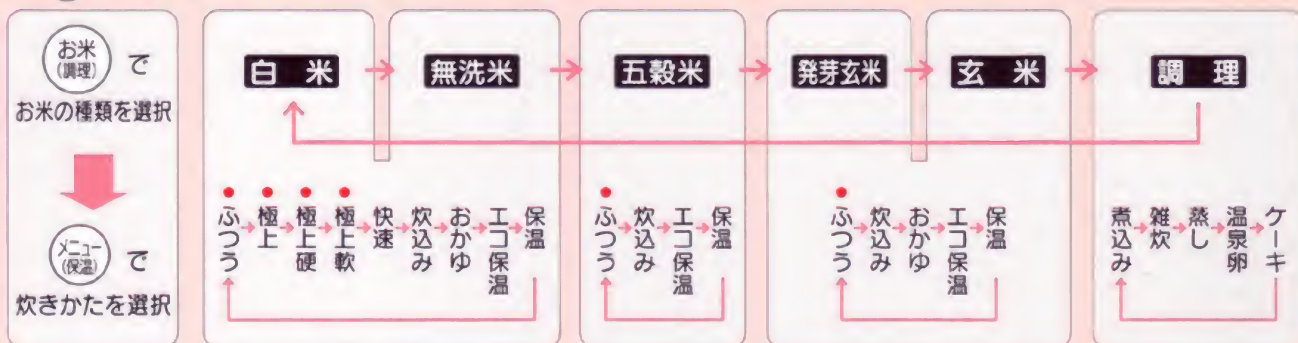 お米
(調理)
で
お米の種類を選択
メニュー
(保温)
で
炊きかたを選択
白 米
無洗米
五穀米
発芽玄米
玄 米
調 理
ふつう
極上
極上硬
極上軟
快速
炊込み
おかゆ
エコ保温
保温
ふつう
炊込み
エコ保温
保温
ふつう
炊込み
おかゆ
エコ保温
保温
煮込み
雑炊
蒸し
温泉卵
ケーキ